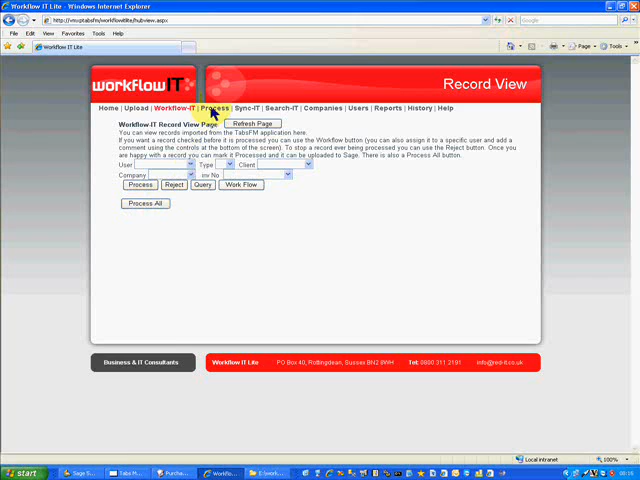 Workflow IT Lite - Windows Internet Explorer
http://vmxptabsfm/workflowitlite/hubview.aspx
Google
File Edit View Favorites Tools Help
Workflow IT Lite
Page Tools
workflowIT
Record View
Home | Upload | Workflow-IT | Process | Sync-IT | Search-IT | Companies | Users | Reports | History | Help
Workflow-IT Record View Page Refresh Page
You can view records imported from the TabsFM application here.
If you want a record checked before it is processed you can use the Workflow button (you can also assign it to a specific user and add a
comment using the controls at the bottom of the screen). To stop a record ever being processed you can use the Reject button. Once you
are happy with a record you can mark it Processed and it can be uploaded to Sage. There is also a Process All button.
User Type Client
Company inv No
Process Reject Query Work Flow
Process All
Business & IT Consultants
Workflow IT Lite PO Box 40, Rottingdean, Sussex BN2 8WH Tel: 0800 311 2191 info@red-it.co.uk
Local intranet 100%
start Sage S... Tabs M... Purcha... Workflo... E:\work...